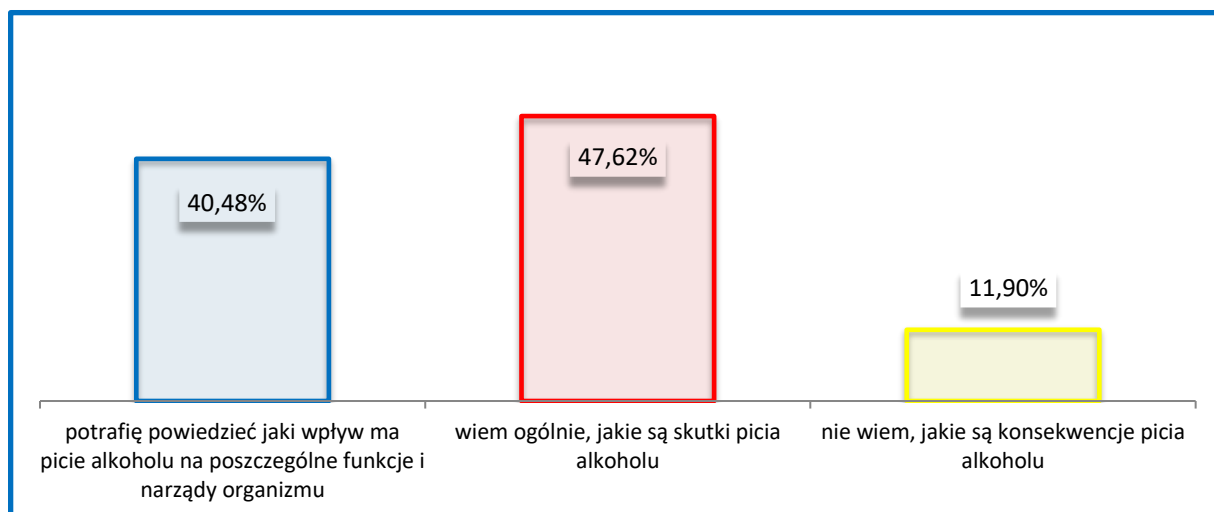 40,48%
47,62%
11,90%
potrafię powiedzieć jaki wpływ ma
picie alkoholu na poszczególne funkcje i
narządy organizmu
wiem ogólnie, jakie są skutki picia
alkoholu
nie wiem, jakie są konsekwencje picia
alkoholu